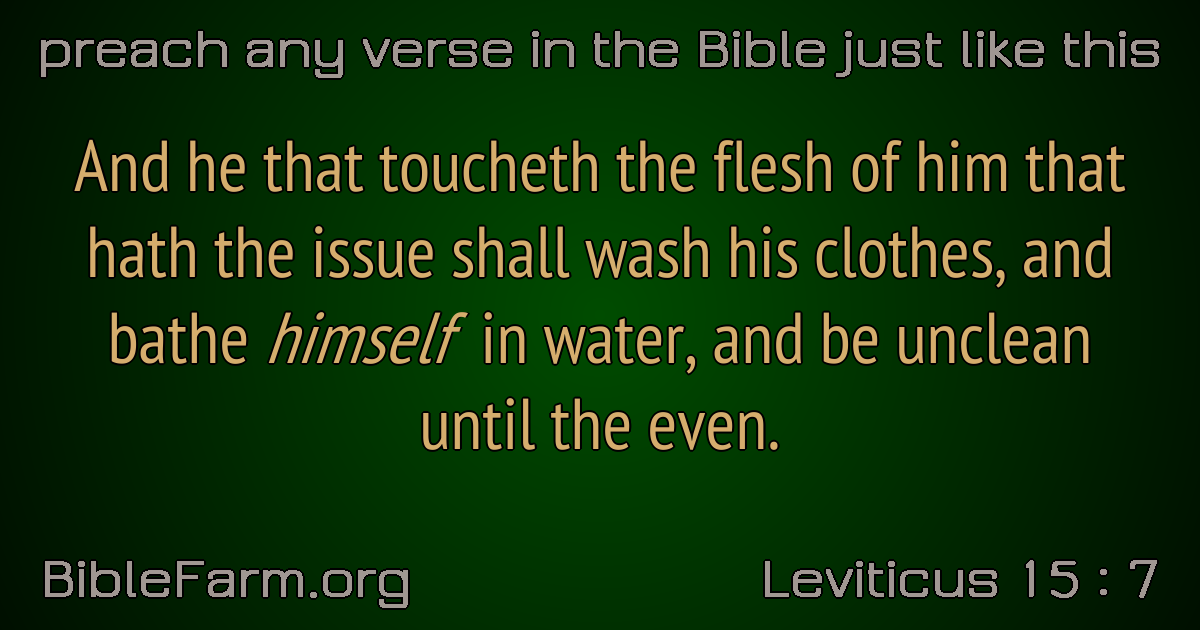 preach any verse in the Bible just like this
And he that toucheth the flesh of him that
hath the issue shall wash his clothes, and
bathe himself in water, and be unclean
until the even.
BibleFarm.org
Leviticus 15 : 7